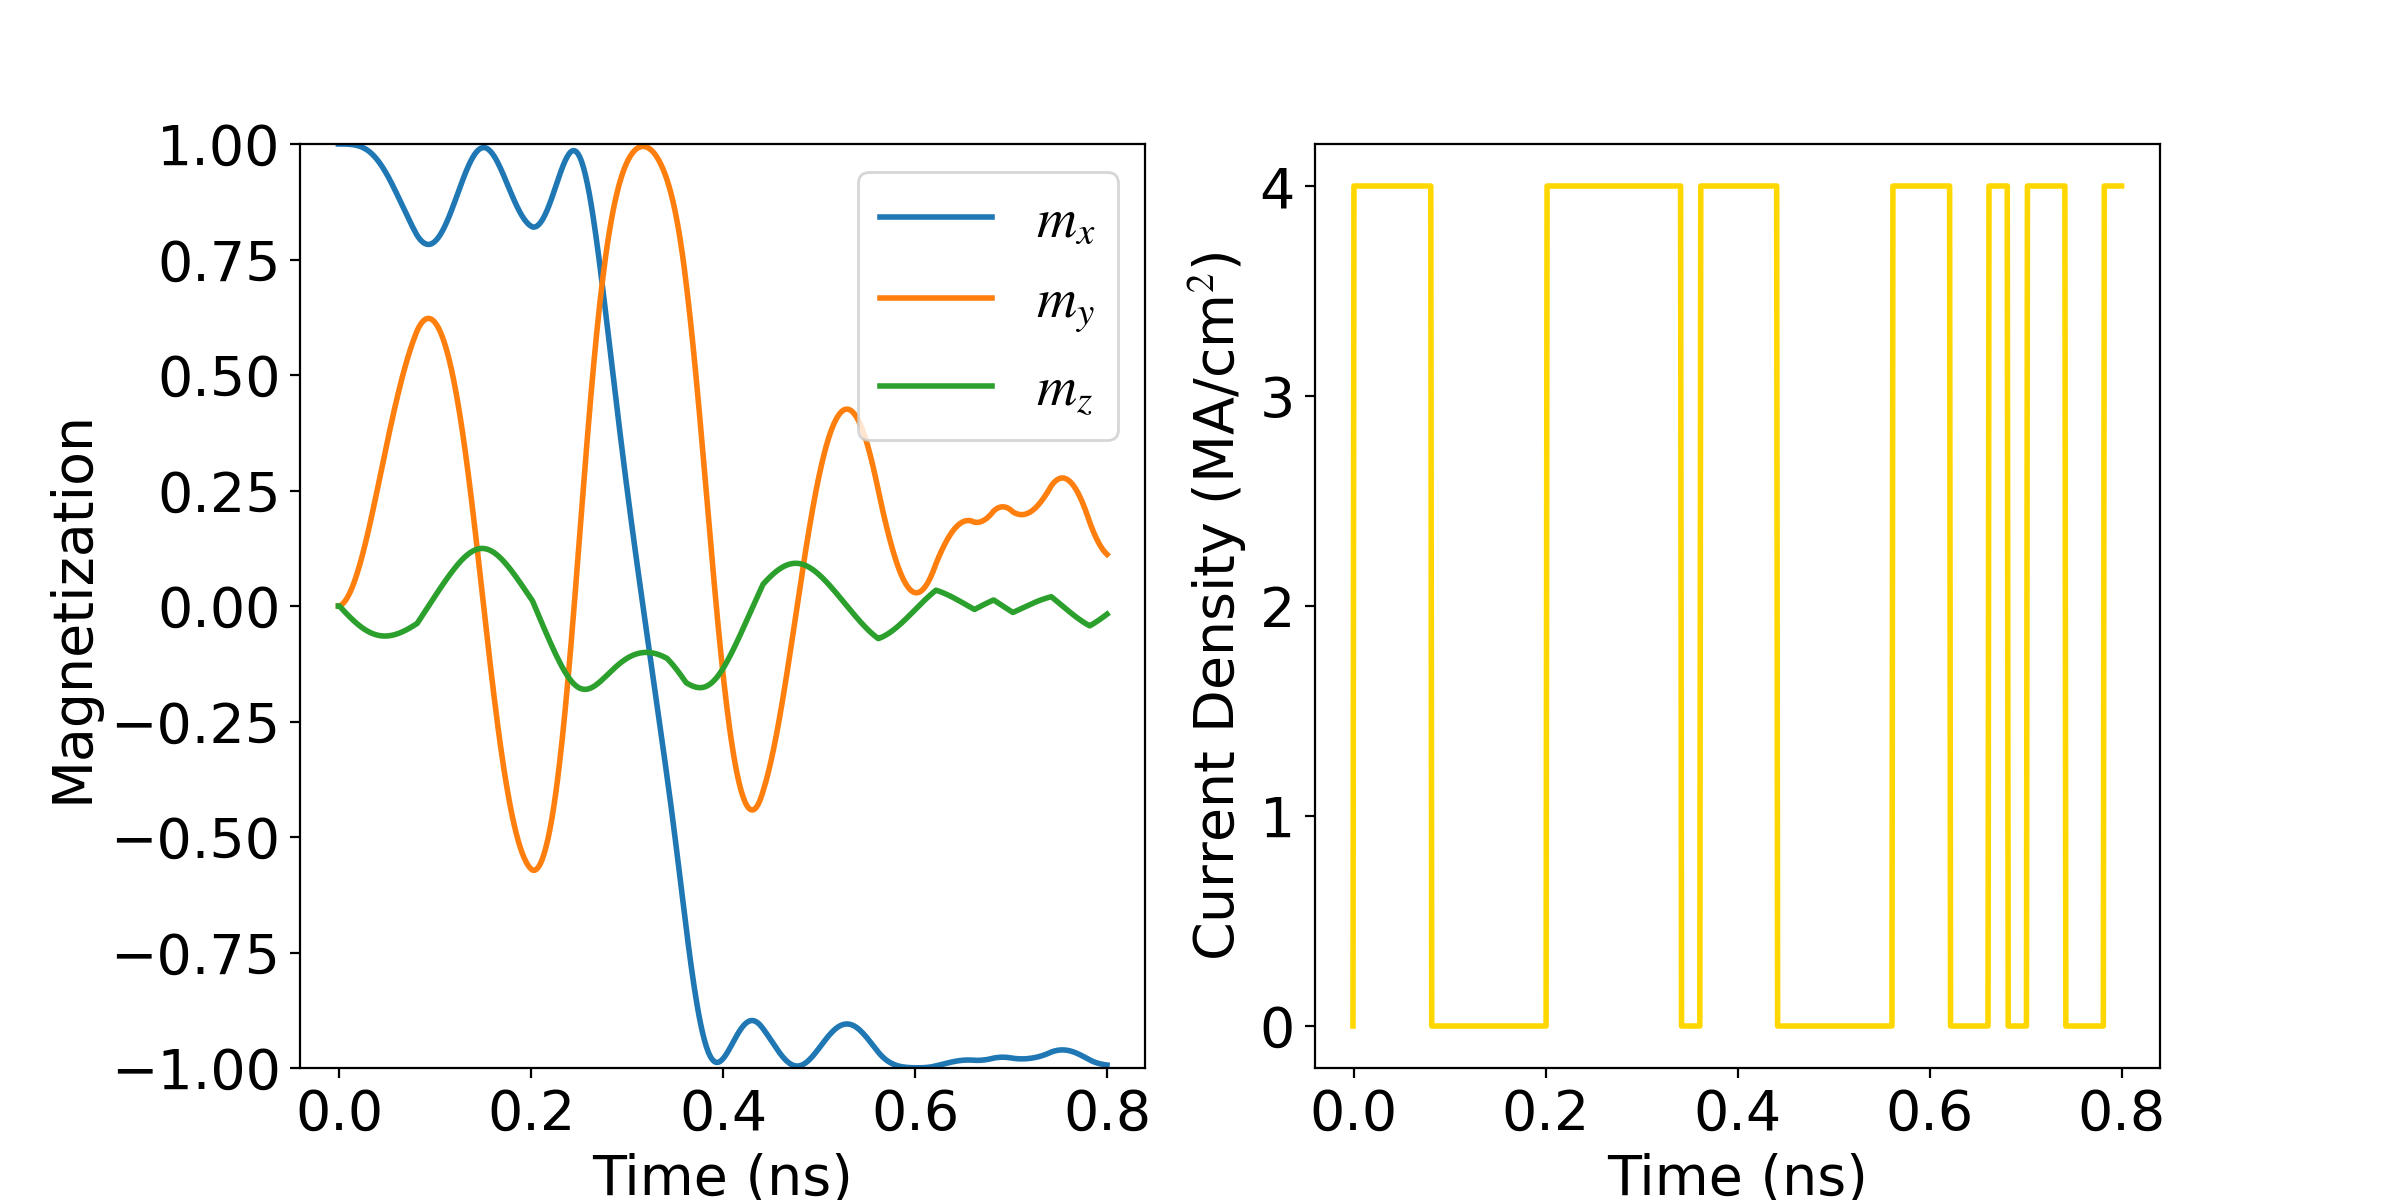 Magnetization
1.00
0.75
0.50
0.25
0.00
−0.25
−0.50
−0.75
−1.00
0.0 0.2 0.4 0.6 0.8
Time (ns)
m_x
m_y
m_z
Current Density (MA/cm²)
4
3
2
1
0
0.0 0.2 0.4 0.6 0.8
Time (ns)